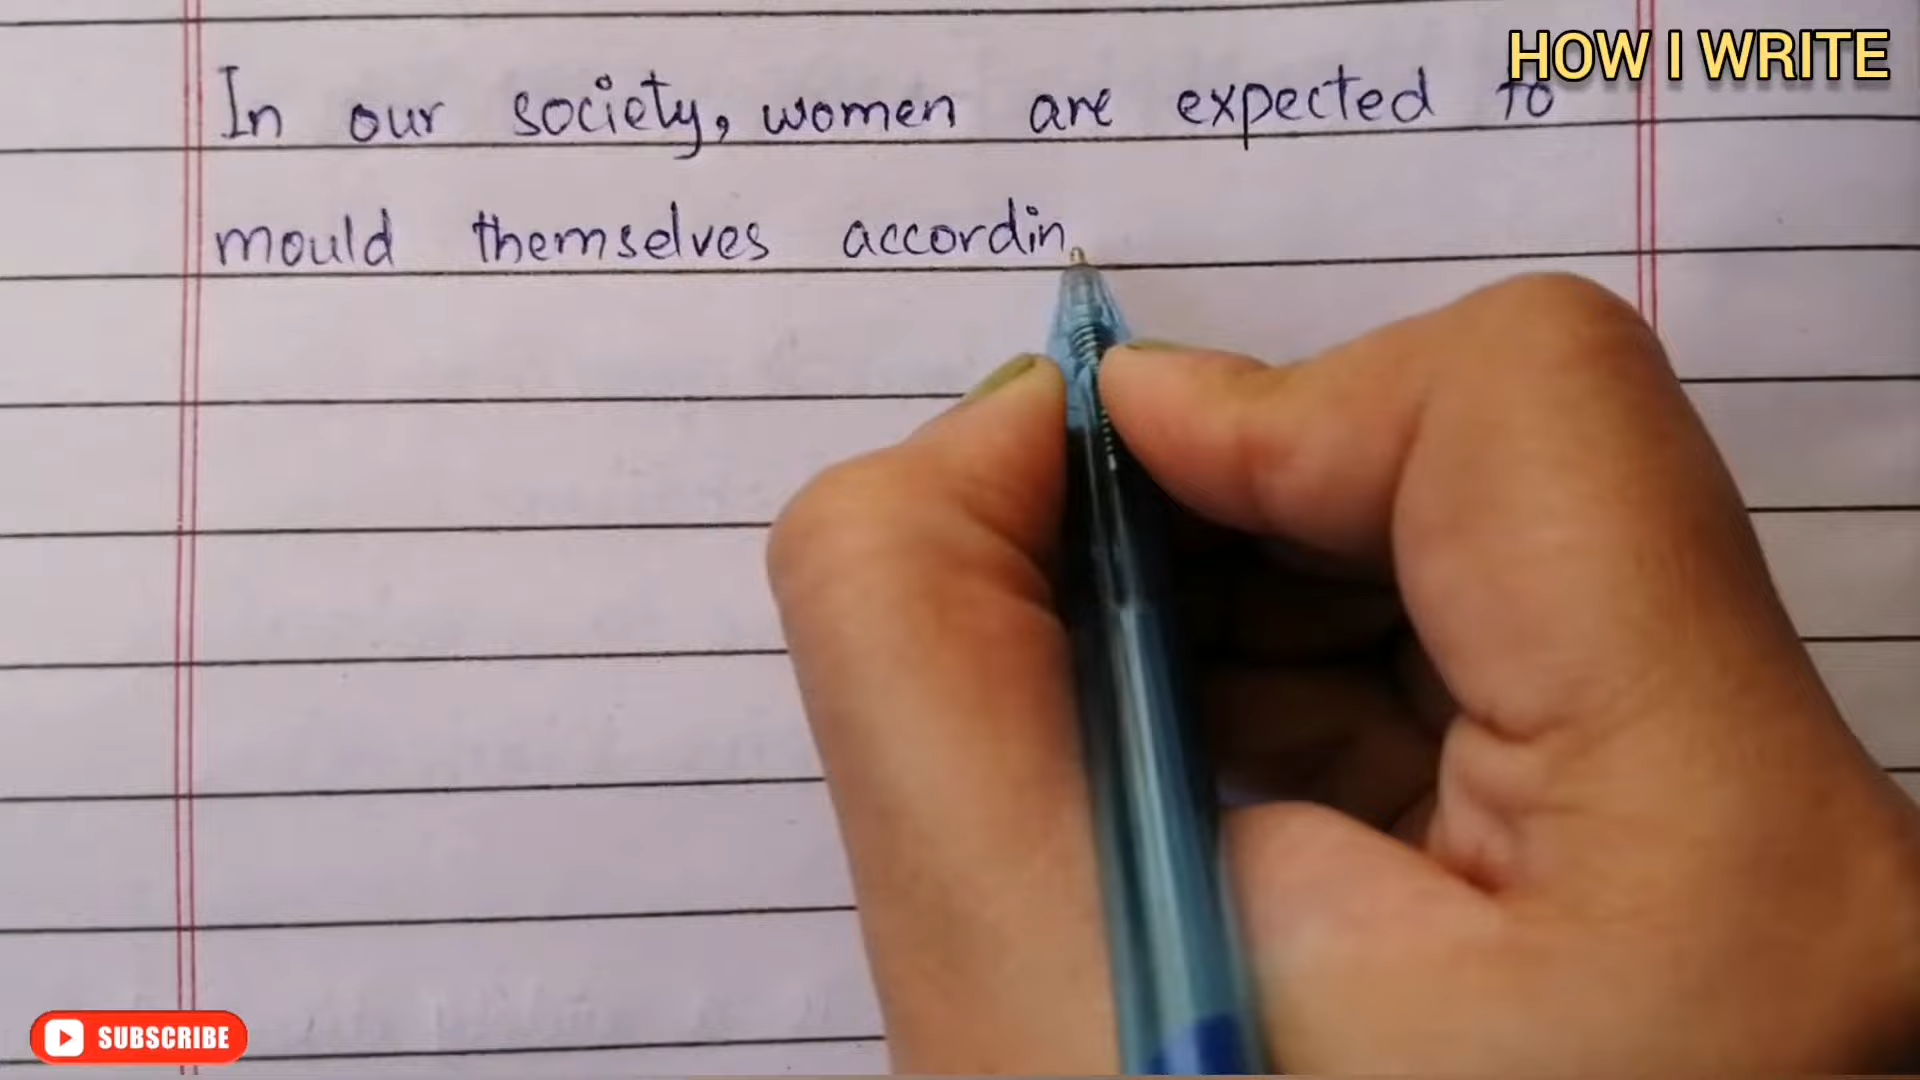 HOW I WRITE
In our society, women are expected to
mould themselves accordin
SUBSCRIBE